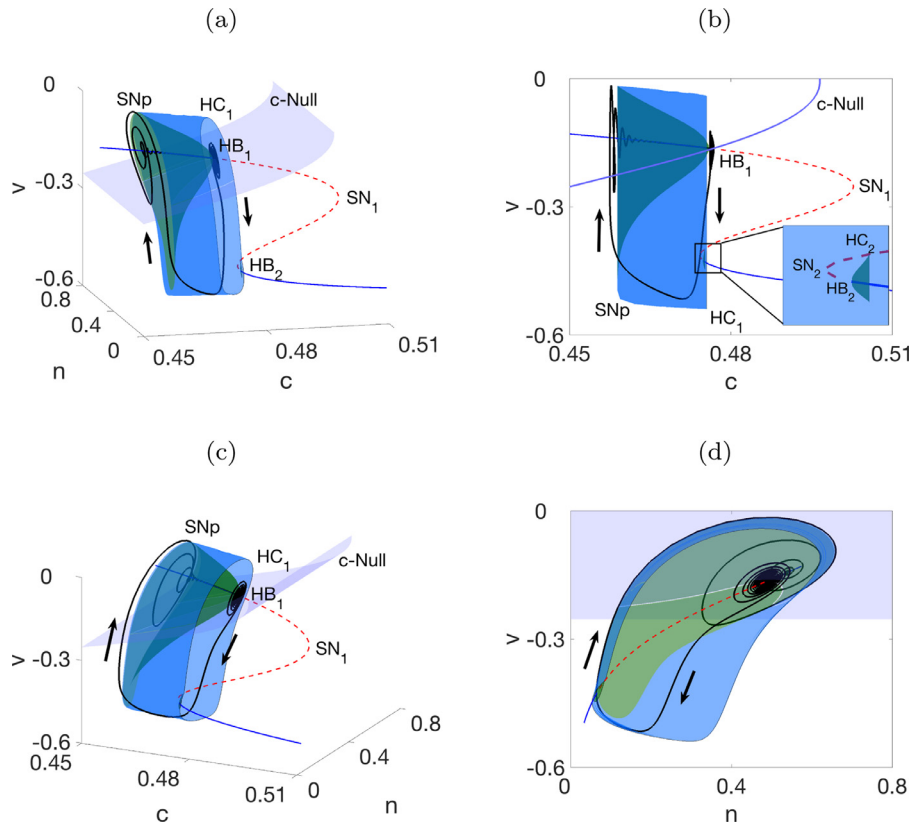 (a)
0
-0.3
-0.6
v
0.8
0.4
0
n
0.45
0.48
0.51
c
SNp
HC1
c-Null
HB1
SN1
HB2
(b)
0
-0.3
-0.6
v
0.45
0.48
0.51
c
c-Null
HB1
SN1
SNp
HC1
HC2
SN2
HB2
(c)
0
-0.3
-0.6
v
0.45
0.48
0.51
c
0
0.4
0.8
n
SNp
HC1
c-Null
HB1
SN1
(d)
0
-0.3
-0.6
v
0
0.4
0.8
n